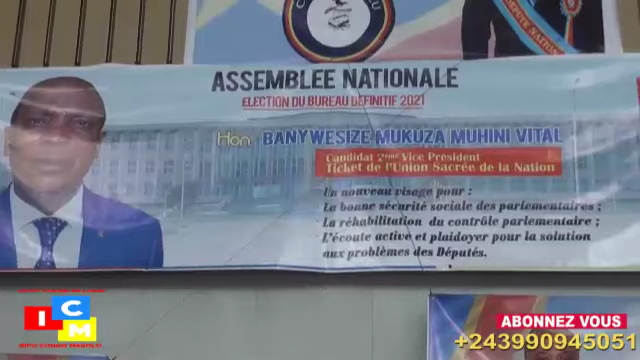 ASSEMBLEE NATIONALE
ELECTION DU BUREAU DEFINITIF 2021
Hon. BANYWESIZE MUKUZA MUHINI VITAL
Candidat 2ème Vice Président
Ticket de l'Union Sacrée de la Nation
Un nouveau visage pour :
- La bonne sécurité sociale des parlementaires ;
- La réhabilitation du contrôle parlementaire ;
- L'écoute active et plaidoyer pour la solution
aux problèmes des Députés.
ICM
ABONNEZ VOUS
+243990945051